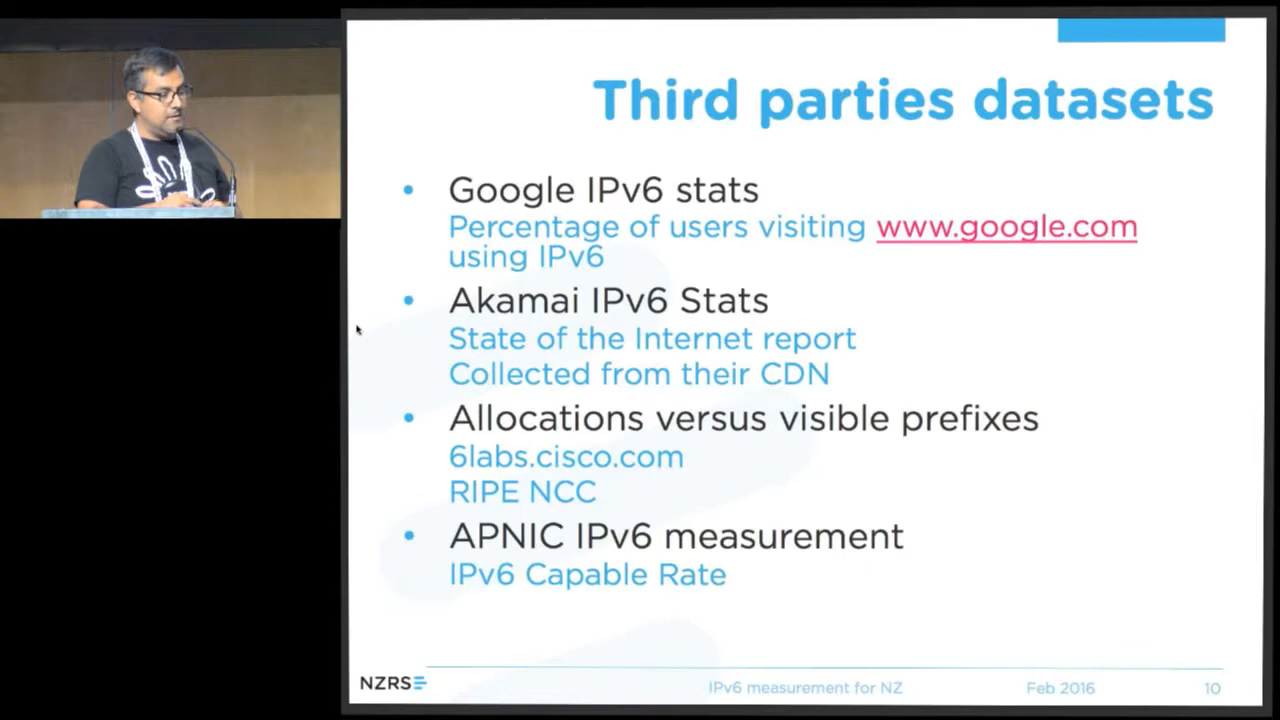 Third parties datasets
• Google IPv6 stats
Percentage of users visiting www.google.com
using IPv6
• Akamai IPv6 Stats
State of the Internet report
Collected from their CDN
• Allocations versus visible prefixes
6labs.cisco.com
RIPE NCC
• APNIC IPv6 measurement
IPv6 Capable Rate
NZRS
IPv6 measurement for NZ
Feb 2016
10